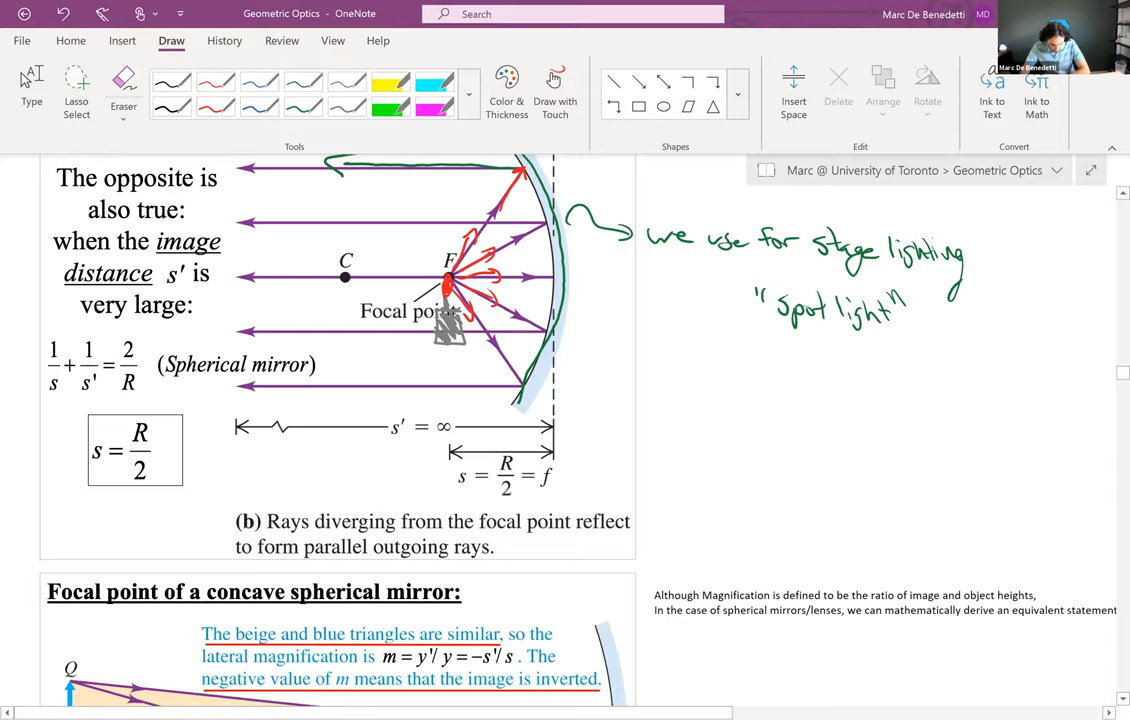 Geometric Optics - OneNote
Search
Marc De Benedetti
MD
File Home Insert Draw History Review View Help
Marc De Benedetti
Type
Lasso Select
Eraser
Color & Thickness
Draw with Touch
Insert Space
Delete
Arrange
Rotate
Ink to Text
Ink to Math
Tools
Shapes
Edit
Convert
Marc @ University of Toronto > Geometric Optics
The opposite is
also true:
when the image
distance s' is
very large:
1/s + 1/s' = 2/R (Spherical mirror)
s = R/2
C
F
Focal point
s' = ∞
s = R/2 = f
(b) Rays diverging from the focal point reflect
to form parallel outgoing rays.
we use for stage lighting
"spotlight"
Focal point of a concave spherical mirror:
The beige and blue triangles are similar, so the
lateral magnification is m = y'/y = -s'/s. The
negative value of m means that the image is inverted.
Q
Although Magnification is defined to be the ratio of image and object heights,
In the case of spherical mirrors/lenses, we can mathematically derive an equivalent statement